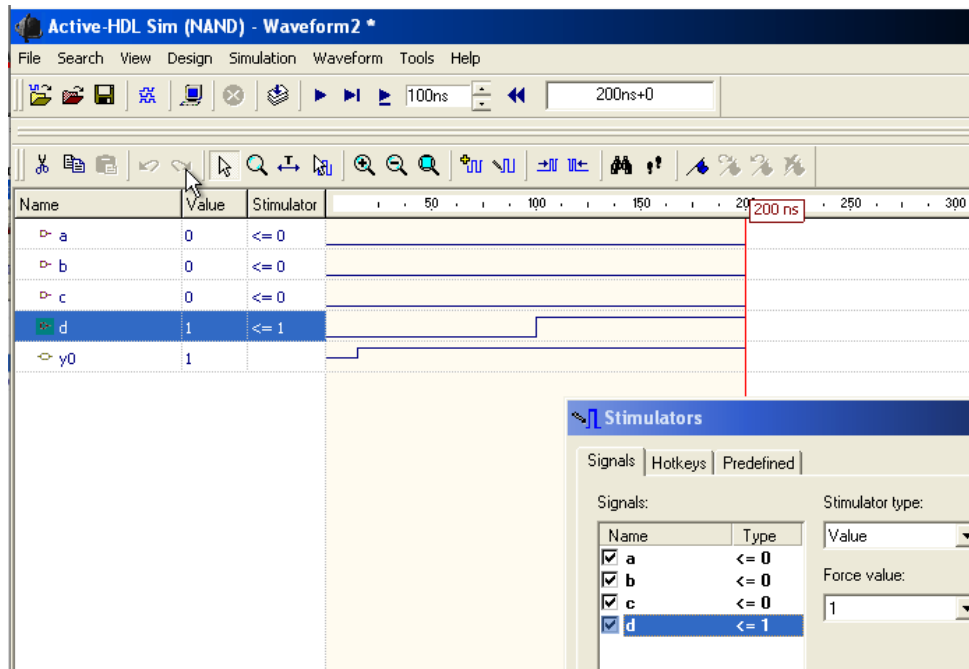 Active-HDL Sim (NAND) - Waveform2 *
File Search View Design Simulation Waveform Tools Help
100ns 200ns+0
Name Value Stimulator 50 100 150 200 ns 250 300
a 0 <= 0
b 0 <= 0
c 0 <= 0
d 1 <= 1
y0 1
Stimulators
Signals Hotkeys Predefined
Signals: Stimulator type:
Name Type Value
a <= 0
b <= 0 Force value:
c <= 0 1
d <= 1